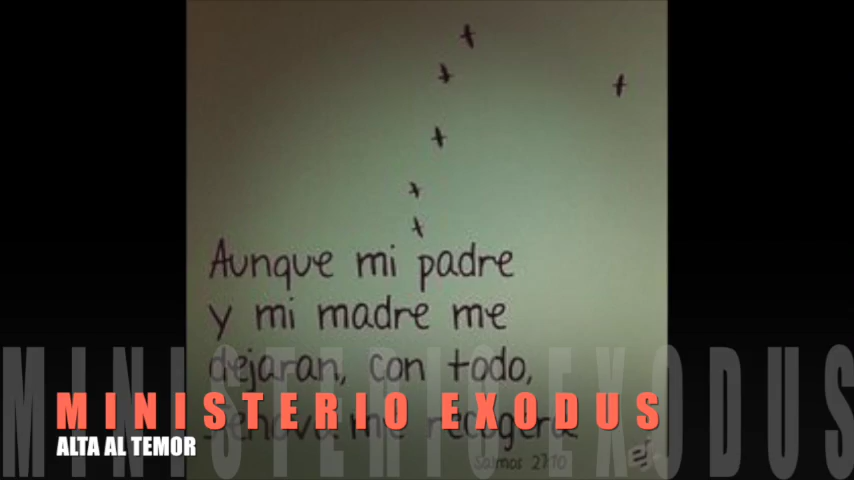 Aunque mi padre
y mi madre me
dejaran, con todo,
Jehová me recogerá
Salmos 27:10
MINISTERIO EXODUS
MINISTERIO EXODUS
ALTA AL TEMOR